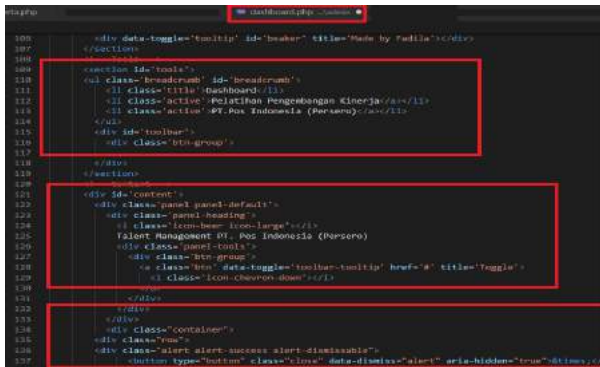 eta.php dashboard.php ...\admin
106 <div data-toggle='tooltip' id='beaker' title='Made by Fadila'></div>
107 </section>
108
109 <section id='tools'>
110 <ul class='breadcrumb' id='breadcrumb'>
111 <li class='title'>Dashboard</li>
112 <li class='active'>Pelatihan Pengembangan Kinerja</a></li>
113 <li class='active'>PT.Pos Indonesia (Persero)</a></li>
114 </ul>
115 <div id='toolbar'>
116 <div class='btn-group'>
117
118 </div>
119 </section>
120
121 <div id='content'>
122 <div class='panel panel-default'>
123 <div class='panel-heading'>
124 <i class='icon-beer icon-large'></i>
125 Talent Management PT. Pos Indonesia (Persero)
126 <div class='panel-tools'>
127 <div class='btn-group'>
128 <a class='btn' data-toggle='toolbar-tooltip' href='#' title='Toggle'>
129 <i class='icon-chevron-down'></i>
130 </a>
131 </div>
132 </div>
133 </div>
134 <div class="container">
135 <div class="row">
136 <div class="alert alert-success alert-dismissable">
137 <button type="button" class="close" data-dismiss="alert" aria-hidden="true">&times;</